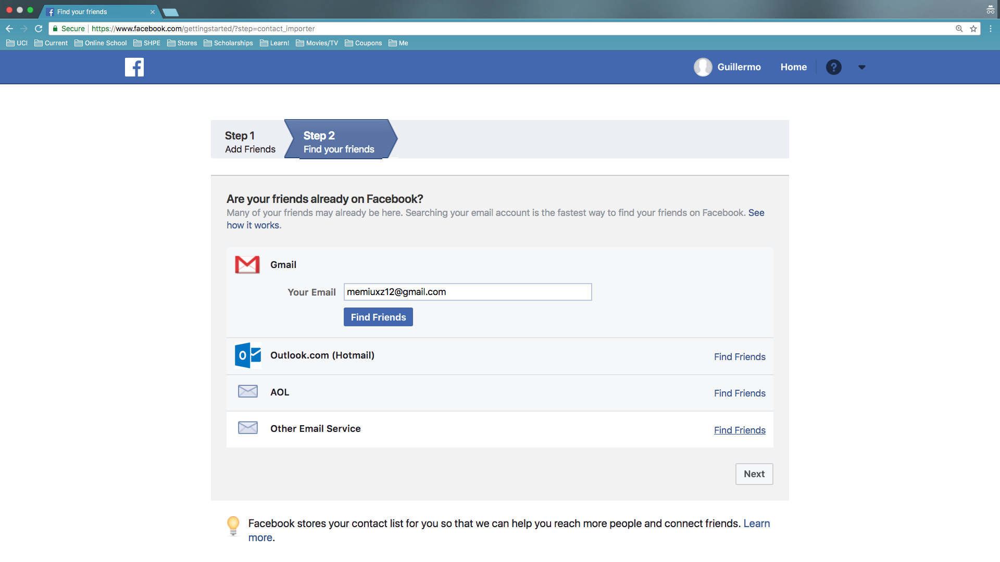 Find your friends
Secure https://www.facebook.com/gettingstarted/?step=contact_importer
UCI Current Online School SHPE Stores Scholarships Learn! Movies/TV Coupons Me
Guillermo Home ?
Step 1
Add Friends
Step 2
Find your friends
Are your friends already on Facebook?
Many of your friends may already be here. Searching your email account is the fastest way to find your friends on Facebook. See
how it works.
Gmail
Your Email memiuxz12@gmail.com
Find Friends
Outlook.com (Hotmail) Find Friends
AOL Find Friends
Other Email Service Find Friends
Next
Facebook stores your contact list for you so that we can help you reach more people and connect friends. Learn
more.